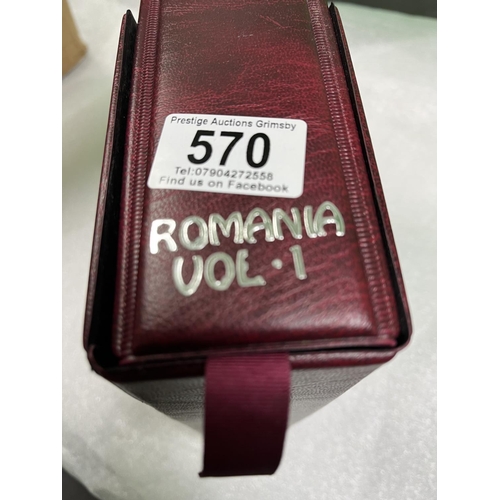 Prestige Auctions Grimsby
570
Tel:07904272558
Find us on Facebook
ROMANIA
VOL·1